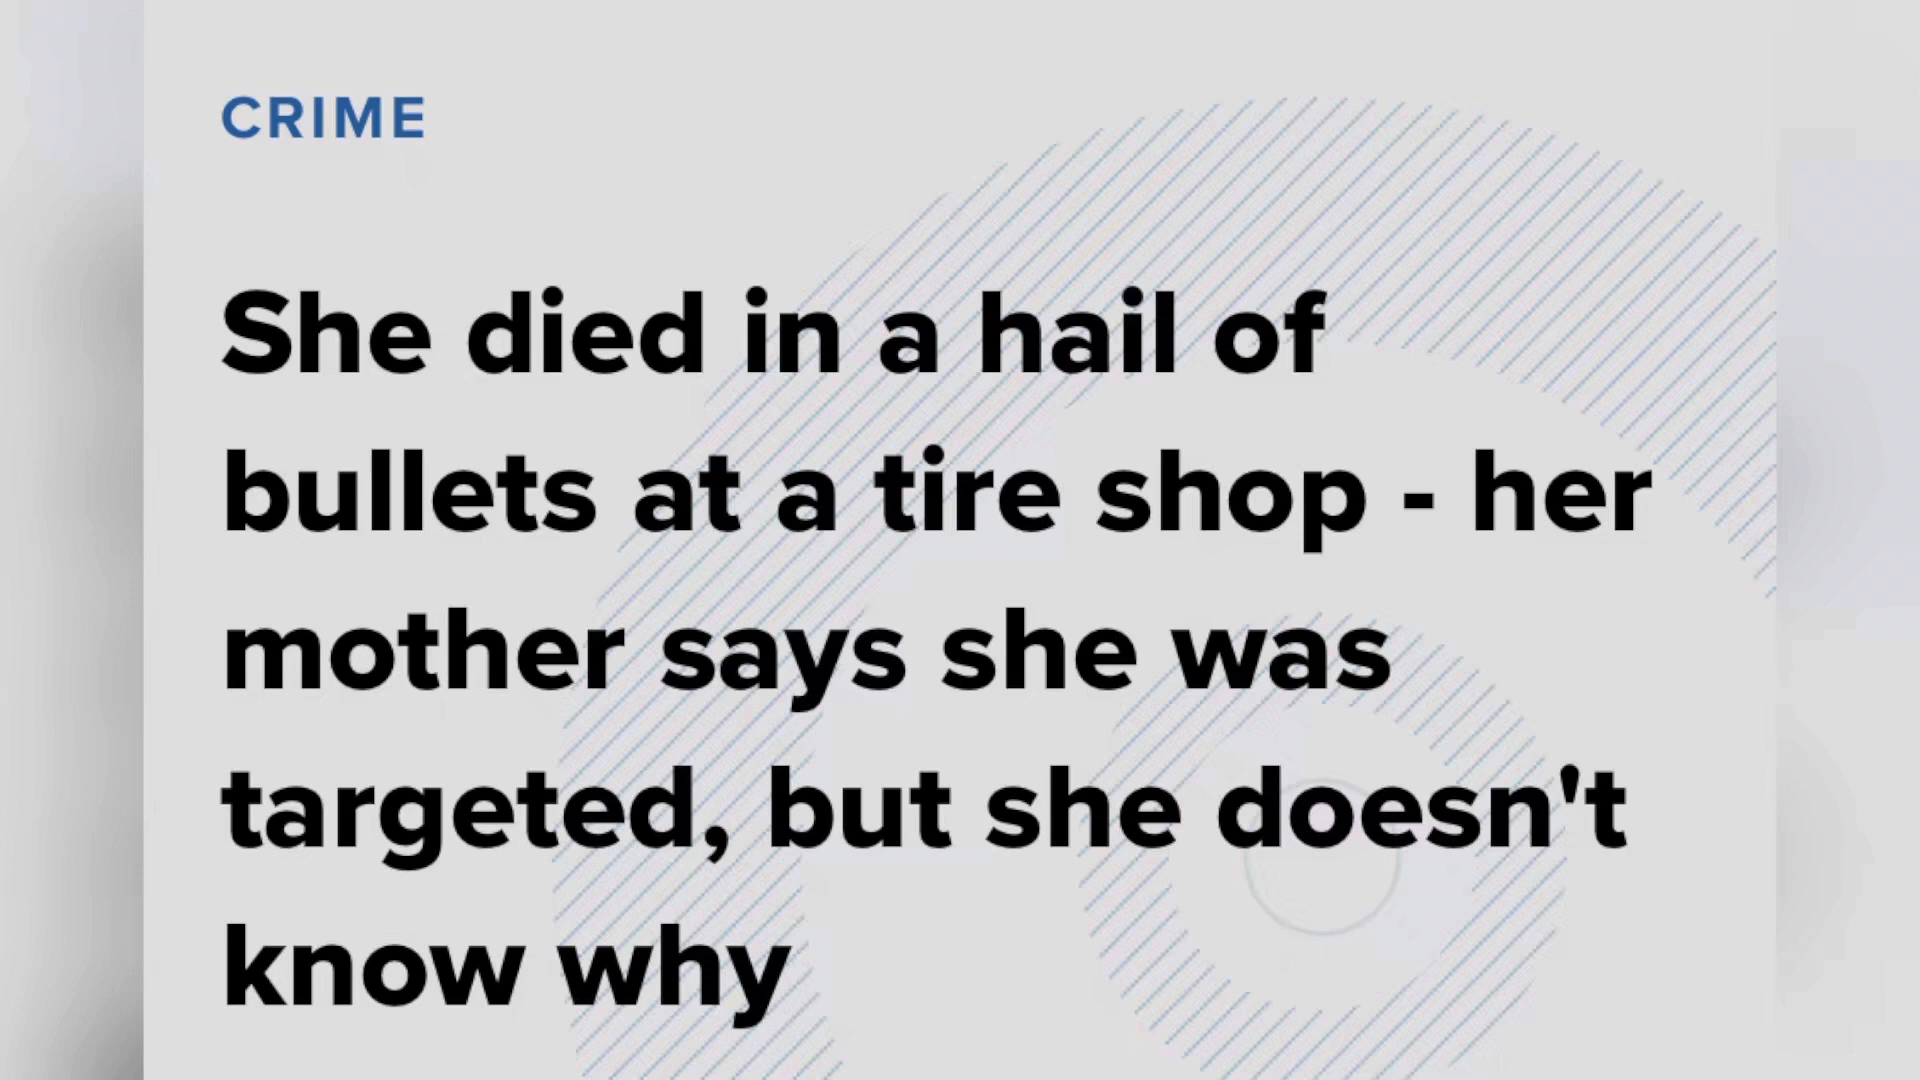 CRIME
She died in a hail of
bullets at a tire shop - her
mother says she was
targeted, but she doesn't
know why